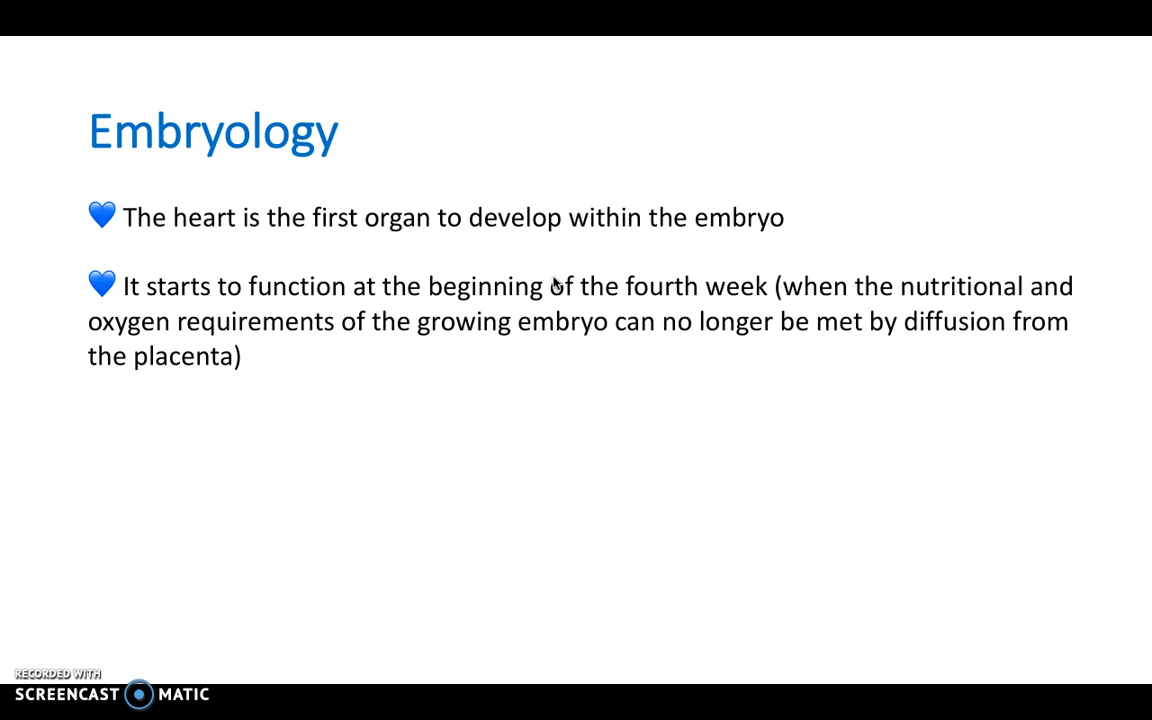 Embryology
💙 The heart is the first organ to develop within the embryo
💙 It starts to function at the beginning of the fourth week (when the nutritional and
oxygen requirements of the growing embryo can no longer be met by diffusion from
the placenta)
RECORDED WITH
SCREENCAST MATIC